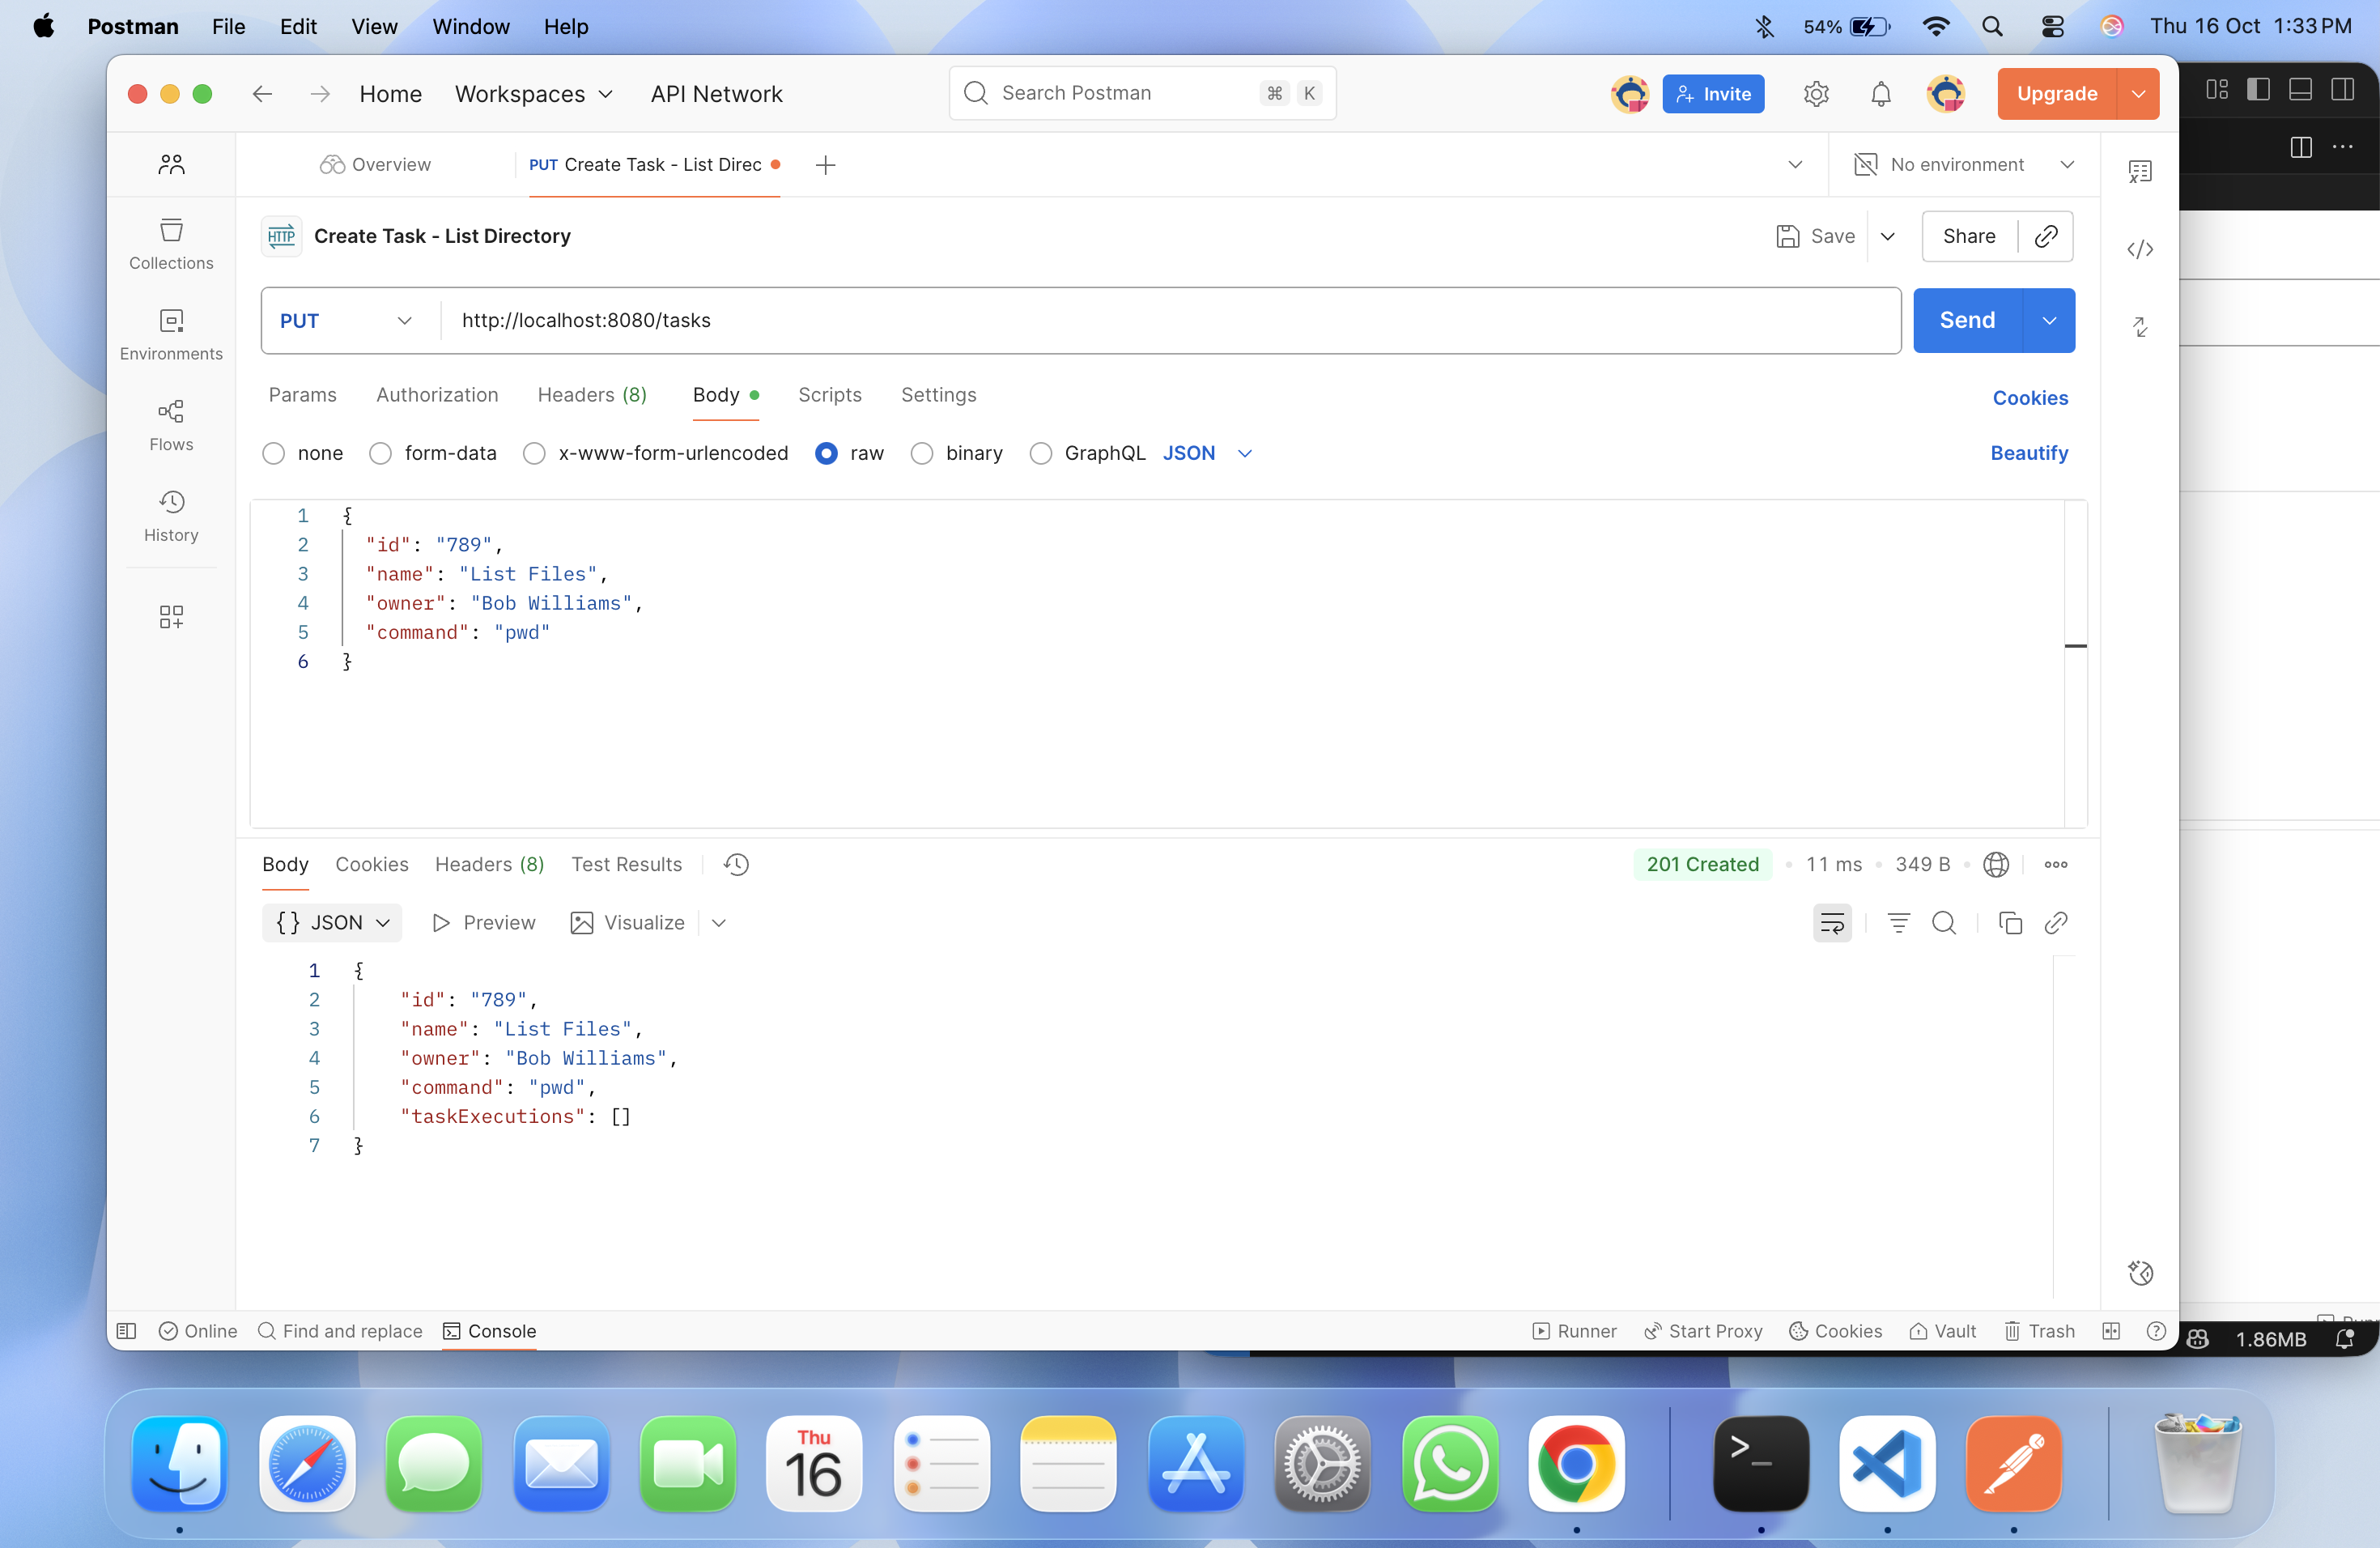 Postman File Edit View Window Help 54% Thu 16 Oct 1:33 PM
Home Workspaces API Network Search Postman ⌘ K Invite Upgrade
Overview PUT Create Task - List Direc No environment
HTTP Create Task - List Directory Save Share
Collections
PUT http://localhost:8080/tasks Send
Environments
Params Authorization Headers (8) Body Scripts Settings Cookies
Flows
none form-data x-www-form-urlencoded raw binary GraphQL JSON Beautify
History
1 {
2 "id": "789",
3 "name": "List Files",
4 "owner": "Bob Williams",
5 "command": "pwd"
6 }
Body Cookies Headers (8) Test Results 201 Created • 11 ms • 349 B
{} JSON Preview Visualize
1 {
2 "id": "789",
3 "name": "List Files",
4 "owner": "Bob Williams",
5 "command": "pwd",
6 "taskExecutions": []
7 }
Online Find and replace Console Runner Start Proxy Cookies Vault Trash
1.86MB
Thu
16